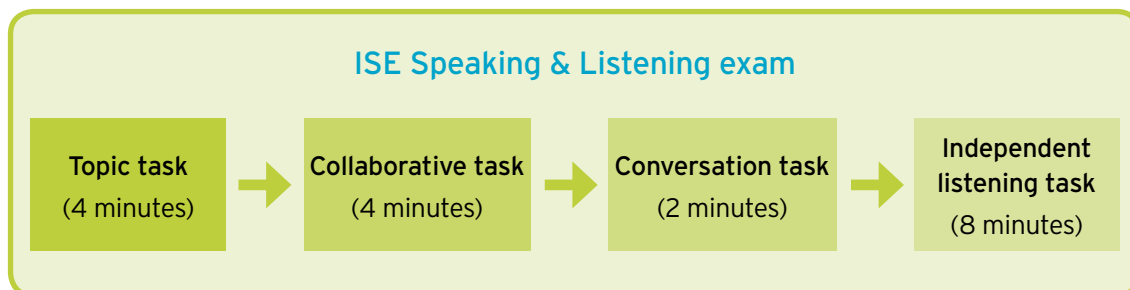 ISE Speaking & Listening exam
Topic task
(4 minutes)
Collaborative task
(4 minutes)
Conversation task
(2 minutes)
Independent
listening task
(8 minutes)